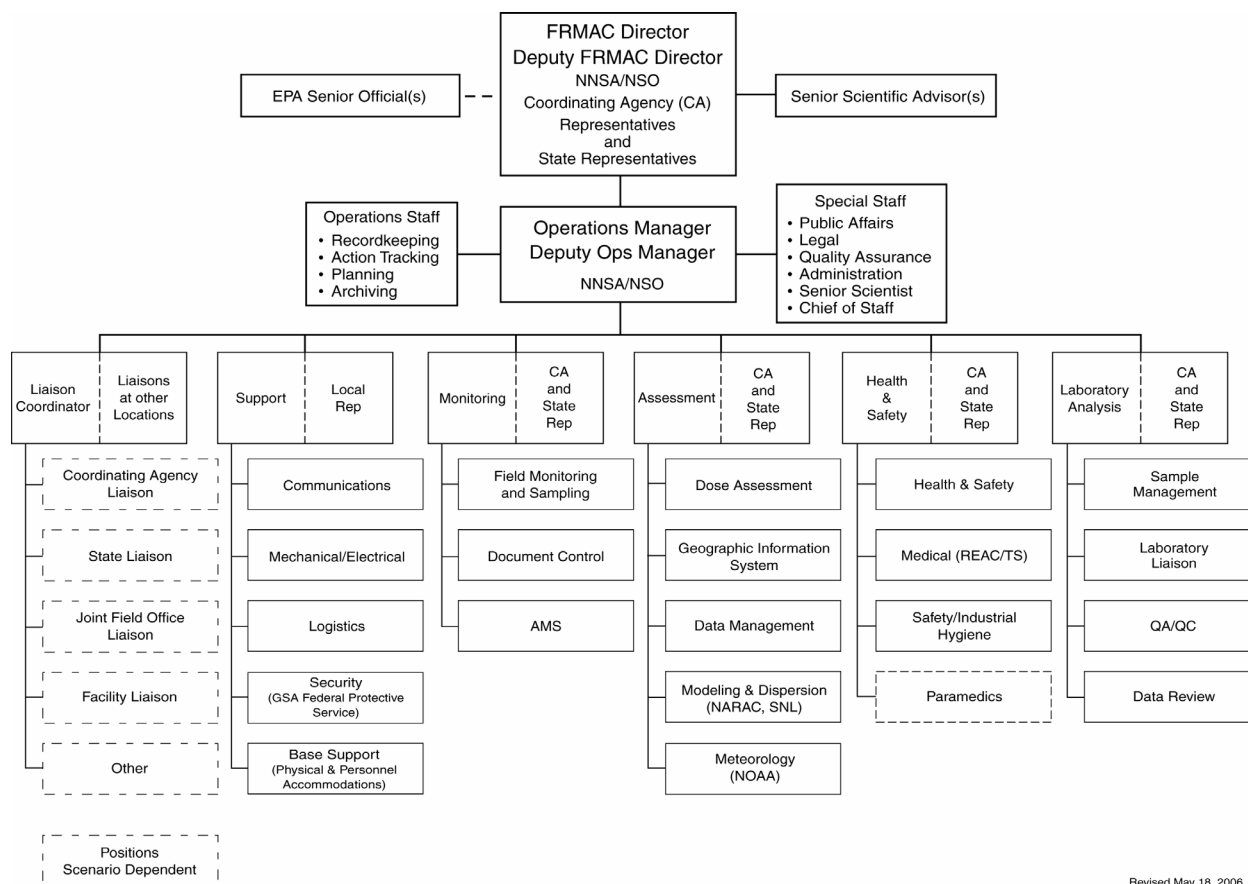 FRMAC Director
Deputy FRMAC Director
NNSA/NSO
Coordinating Agency (CA)
Representatives
and
State Representatives
EPA Senior Official(s)
Senior Scientific Advisor(s)
Operations Staff
• Recordkeeping
• Action Tracking
• Planning
• Archiving
Operations Manager
Deputy Ops Manager
NNSA/NSO
Special Staff
• Public Affairs
• Legal
• Quality Assurance
• Administration
• Senior Scientist
• Chief of Staff
Liaison
Coordinator
Liaisons
at other
Locations
Support
Local
Rep
Monitoring
CA
and
State
Rep
Assessment
CA
and
State
Rep
Health
&
Safety
CA
and
State
Rep
Laboratory
Analysis
CA
and
State
Rep
Coordinating Agency
Liaison
State Liaison
Joint Field Office
Liaison
Facility Liaison
Other
Communications
Mechanical/Electrical
Logistics
Security
(GSA Federal Protective
Service)
Base Support
(Physical & Personnel
Accommodations)
Field Monitoring
and Sampling
Document Control
AMS
Dose Assessment
Geographic Information
System
Data Management
Modeling & Dispersion
(NARAC, SNL)
Meteorology
(NOAA)
Health & Safety
Medical (REAC/TS)
Safety/Industrial
Hygiene
Paramedics
Sample
Management
Laboratory
Liaison
QA/QC
Data Review
Positions
Scenario Dependent
Revised May 18, 2006